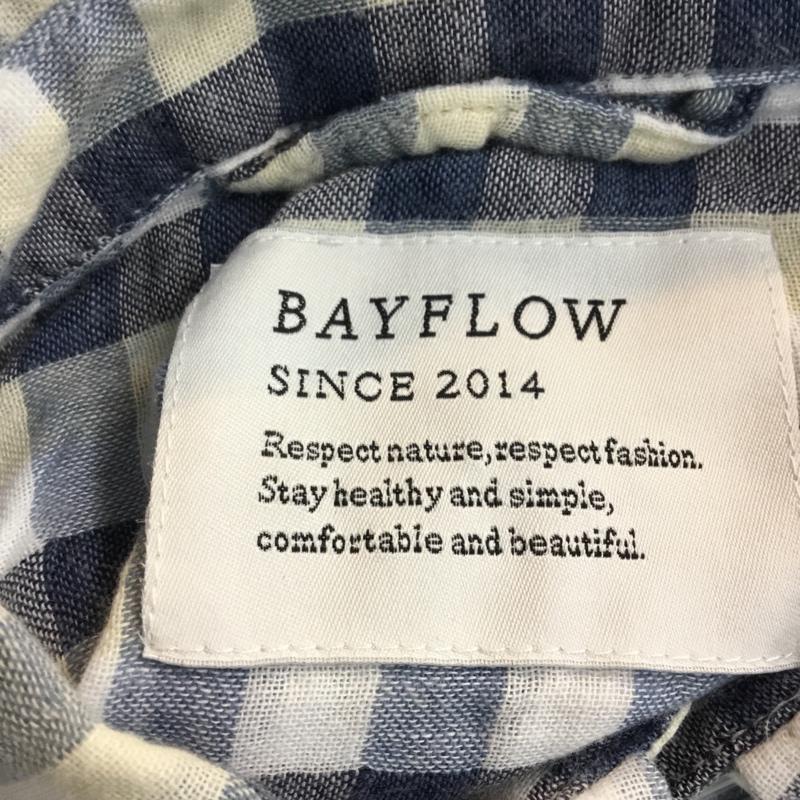 BAYFLOW
SINCE 2014
Respect nature, respect fashion.
Stay healthy and simple,
comfortable and beautiful.